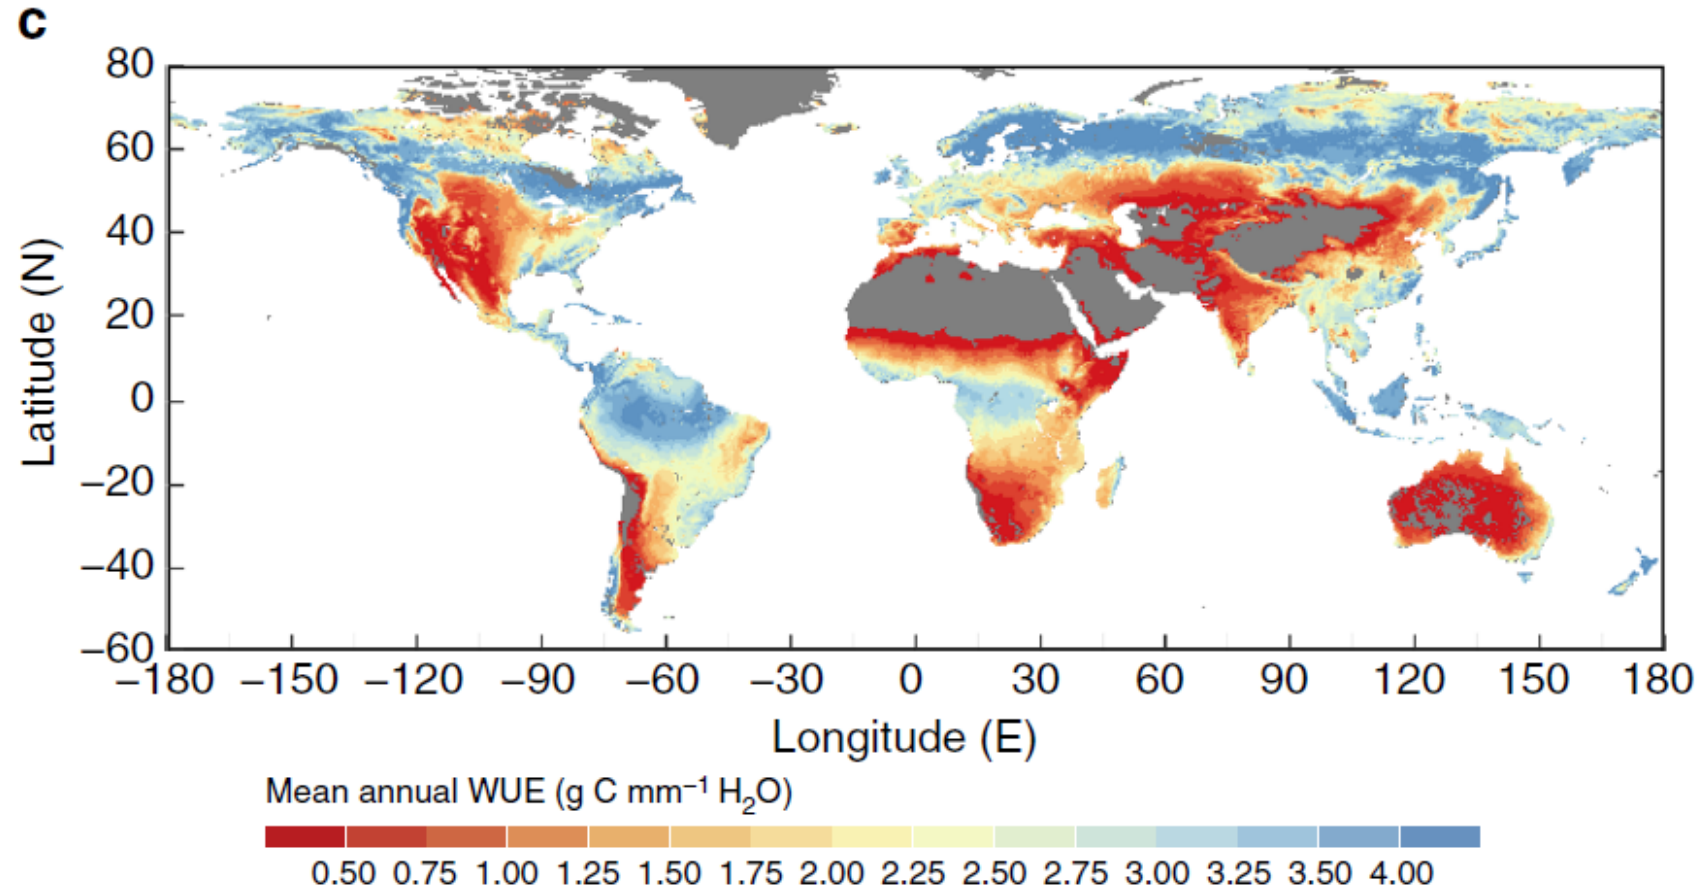 c
80
60
40
20
0
−20
−40
−60
Latitude (N)
−180 −150 −120 −90 −60 −30 0 30 60 90 120 150 180
Longitude (E)
Mean annual WUE (g C mm⁻¹ H₂O)
0.50 0.75 1.00 1.25 1.50 1.75 2.00 2.25 2.50 2.75 3.00 3.25 3.50 4.00